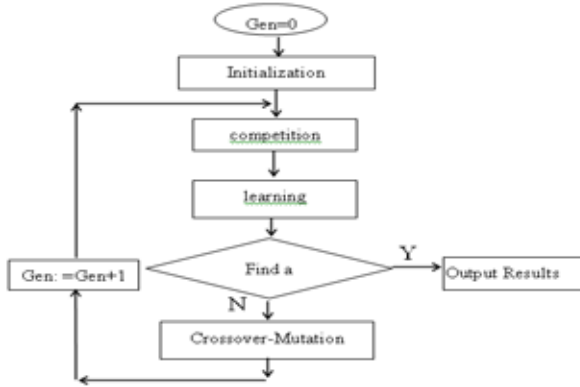 Gen=0
Initialization
competition
learning
Find a
Y
Output Results
N
Crossover-Mutation
Gen: =Gen+1